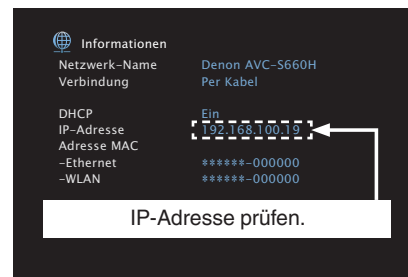 Informationen
Netzwerk-Name Denon AVC-S660H
Verbindung Per Kabel
DHCP Ein
IP-Adresse 192.168.100.19
Adresse MAC
-Ethernet ******-000000
-WLAN ******-000000
IP-Adresse prüfen.